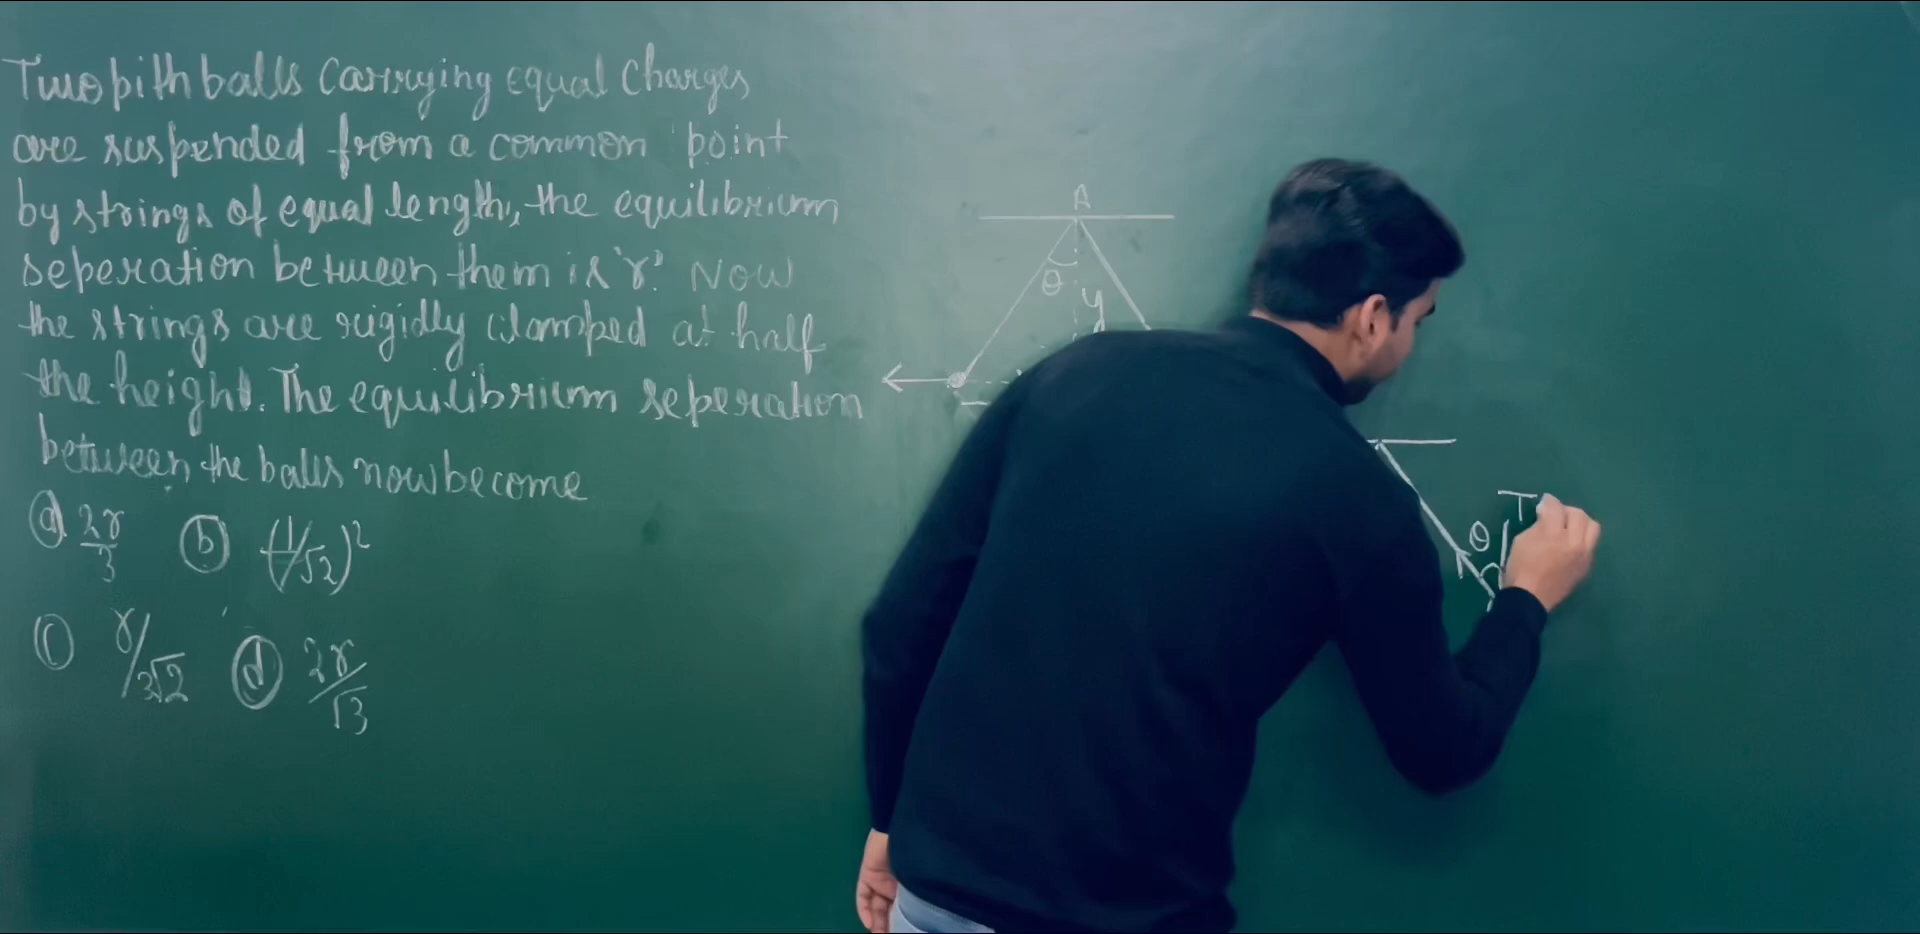 Two pith balls carrying equal charges
are suspended from a common point
by strings of equal length, the equilibrium
seperation between them is 'r'. Now
the strings are rigidly clamped at half
the height. The equilibrium seperation
between the balls now become
(a) 2r/3 (b) (1/√2)²
(c) r/3√2 (d) 2r/√3
A
θ
y
θ
T